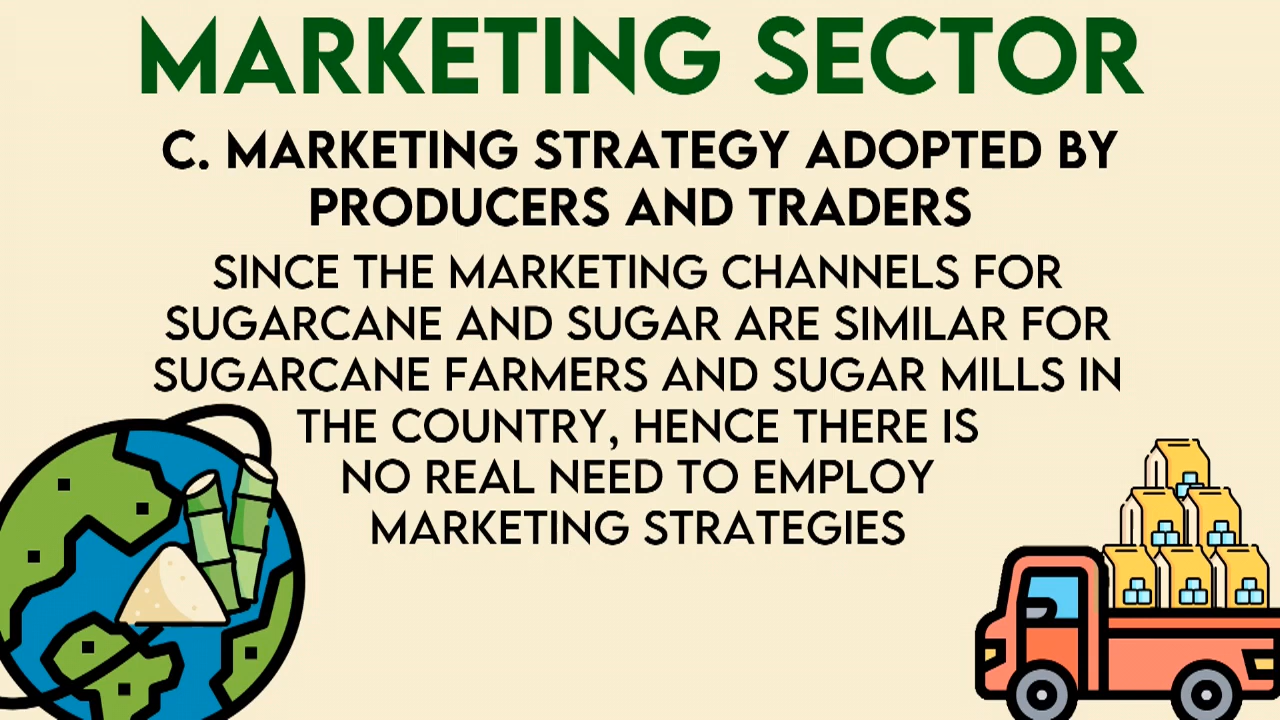 MARKETING SECTOR
C. MARKETING STRATEGY ADOPTED BY
PRODUCERS AND TRADERS
SINCE THE MARKETING CHANNELS FOR
SUGARCANE AND SUGAR ARE SIMILAR FOR
SUGARCANE FARMERS AND SUGAR MILLS IN
THE COUNTRY, HENCE THERE IS
NO REAL NEED TO EMPLOY
MARKETING STRATEGIES